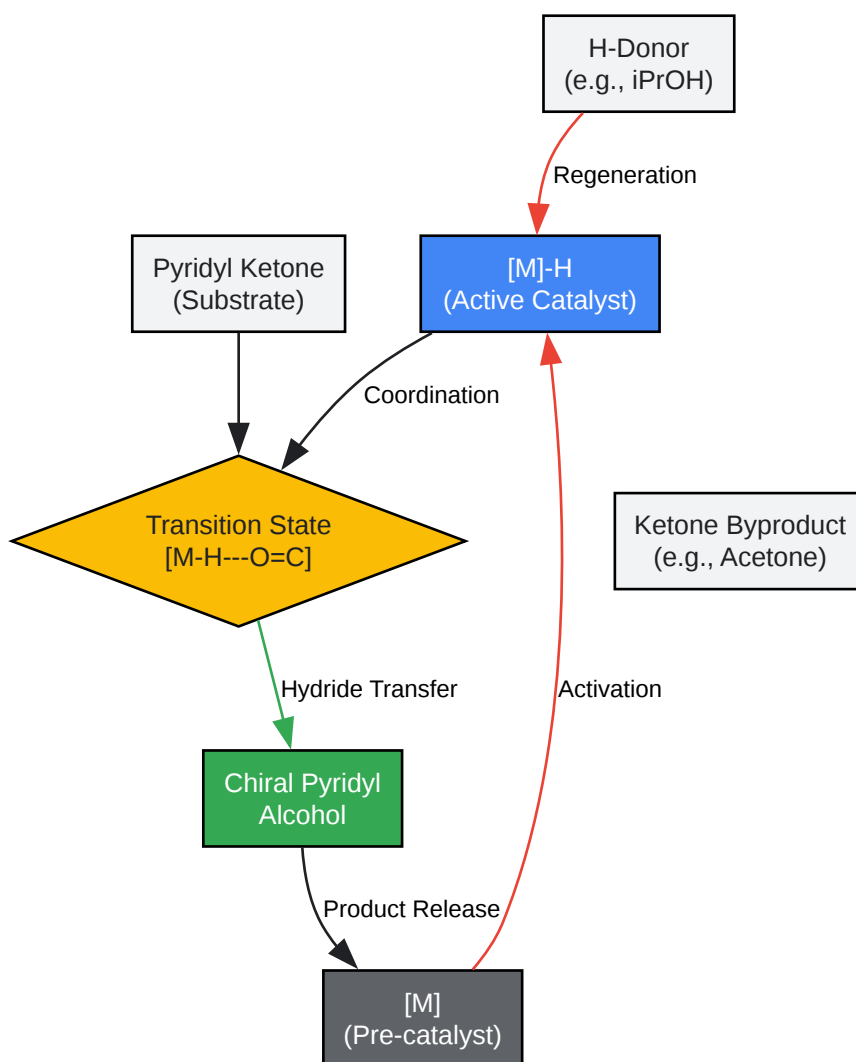 H-Donor
(e.g., iPrOH)
Regeneration
Pyridyl Ketone
(Substrate)
[M]-H
(Active Catalyst)
Coordination
Transition State
[M-H---O=C]
Ketone Byproduct
(e.g., Acetone)
Hydride Transfer
Activation
Chiral Pyridyl
Alcohol
Product Release
[M]
(Pre-catalyst)